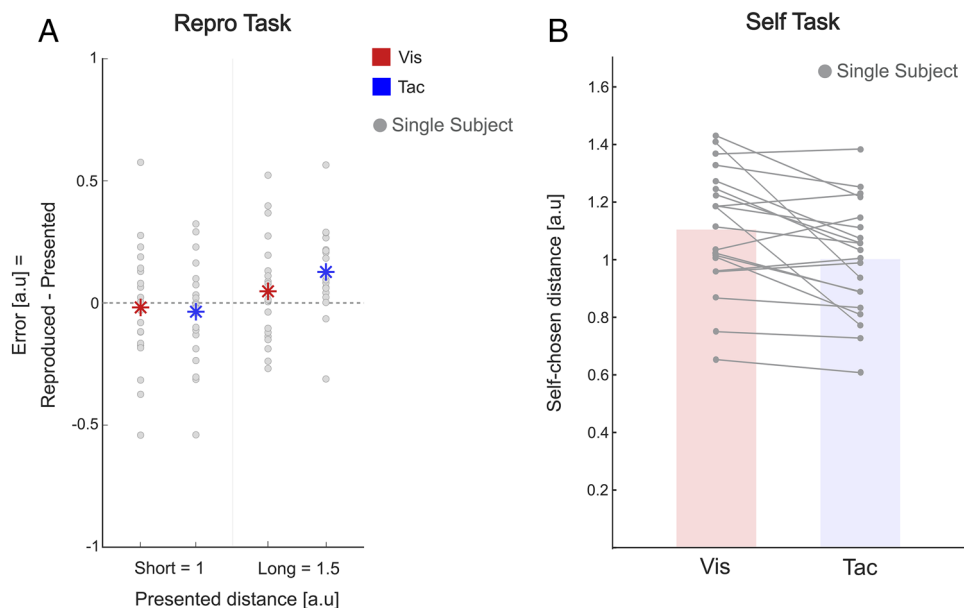 A
Repro Task
Vis
Tac
Single Subject
Error [a.u] =
Reproduced - Presented
1
0.5
0
-0.5
-1
Short = 1
Long = 1.5
Presented distance [a.u]
B
Self Task
Single Subject
Self-chosen distance [a.u]
1.6
1.4
1.2
1
0.8
0.6
0.4
0.2
Vis
Tac